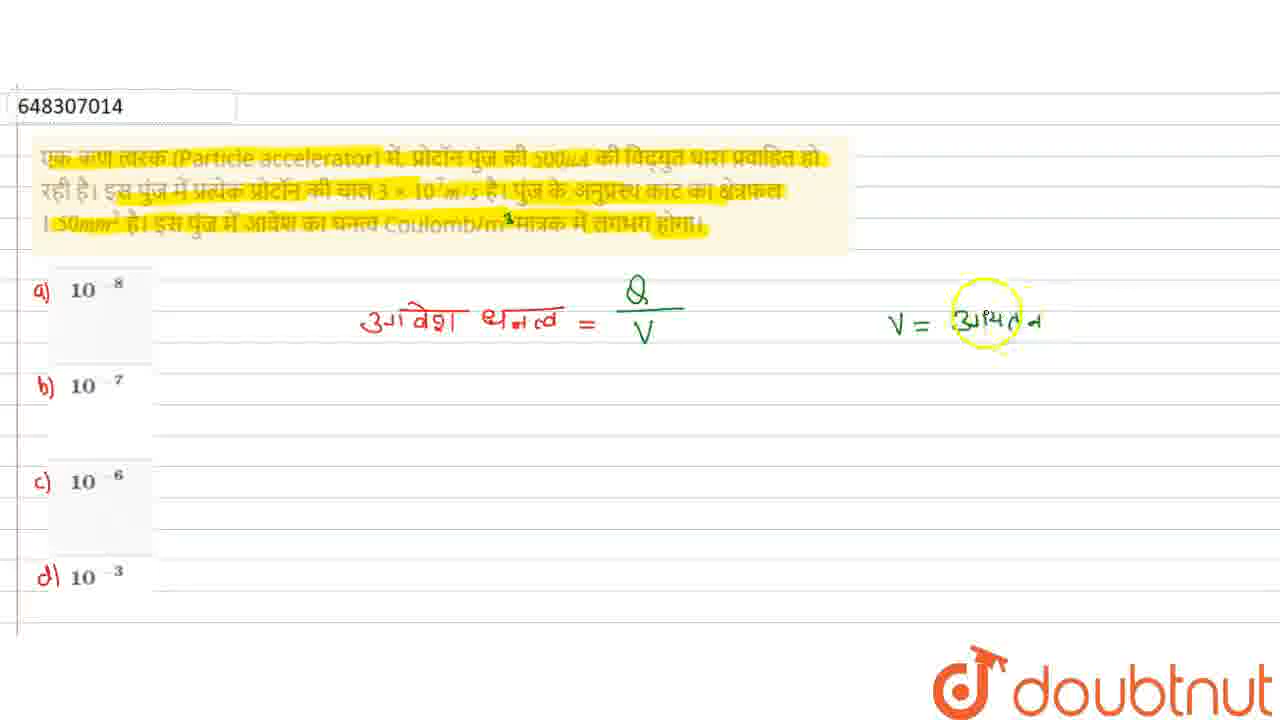 648307014
एक कण त्वरक (Particle accelerator) में, प्रोटॉन पुंज की 500μA की विद्युत धारा प्रवाहित हो
रही है। इस पुंज में प्रत्येक प्रोटॉन की चाल 3 × 10⁷m/s है। पुंज के अनुप्रस्थ काट का क्षेत्रफल
1.50mm² है। इस पुंज में आवेश का घनत्व Coulomb/m³ मात्रक में लगभग होगा।
a) 10⁻⁸
आवेश घनत्व = Q/V
V = आयतन
b) 10⁻⁷
c) 10⁻⁶
d) 10⁻³
doubtnut